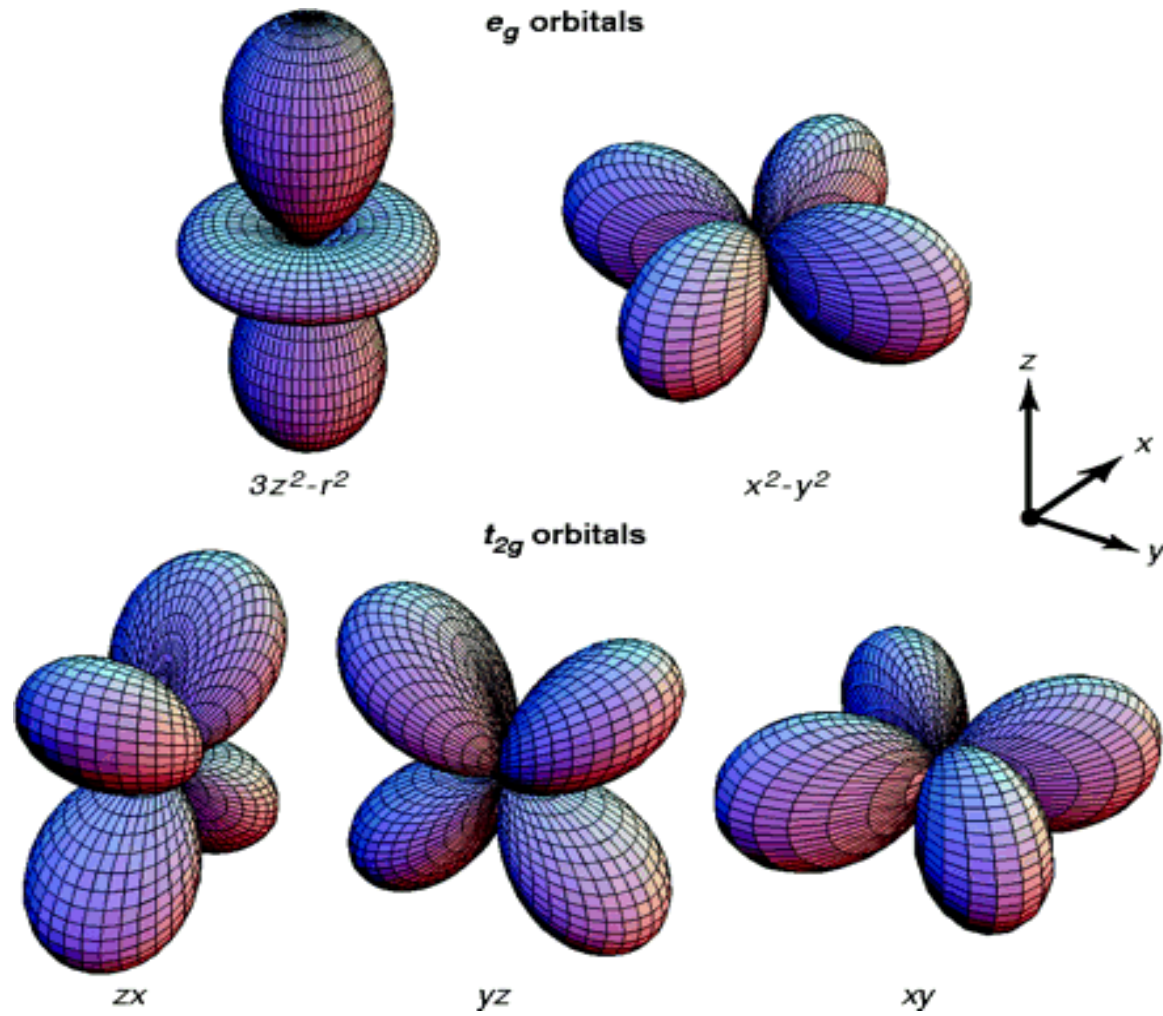 e_g orbitals
3z²-r²
x²-y²
z
x
y
t_2g orbitals
zx
yz
xy